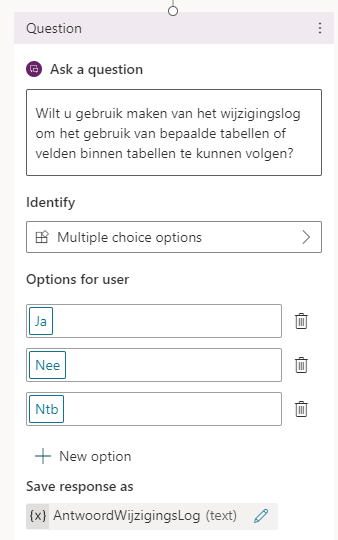 Question
Ask a question
Wilt u gebruik maken van het wijzigingslog
om het gebruik van bepaalde tabellen of
velden binnen tabellen te kunnen volgen?
Identify
Multiple choice options
Options for user
Ja
Nee
Ntb
New option
Save response as
{x} AntwoordWijzigingsLog (text)